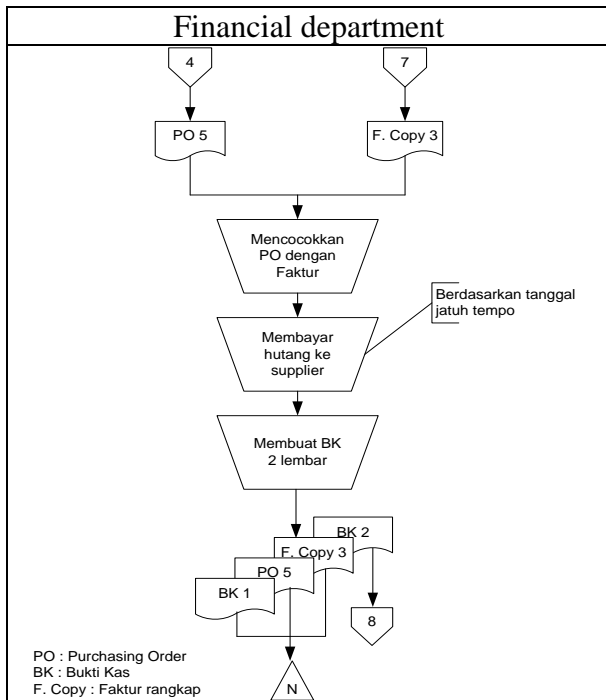 Financial department
4
7
PO 5
F. Copy 3
Mencocokkan
PO dengan
Faktur
Berdasarkan tanggal
jatuh tempo
Membayar
hutang ke
supplier
Membuat BK
2 lembar
BK 2
F. Copy 3
PO 5
BK 1
8
PO : Purchasing Order
BK : Bukti Kas
F. Copy : Faktur rangkap
N